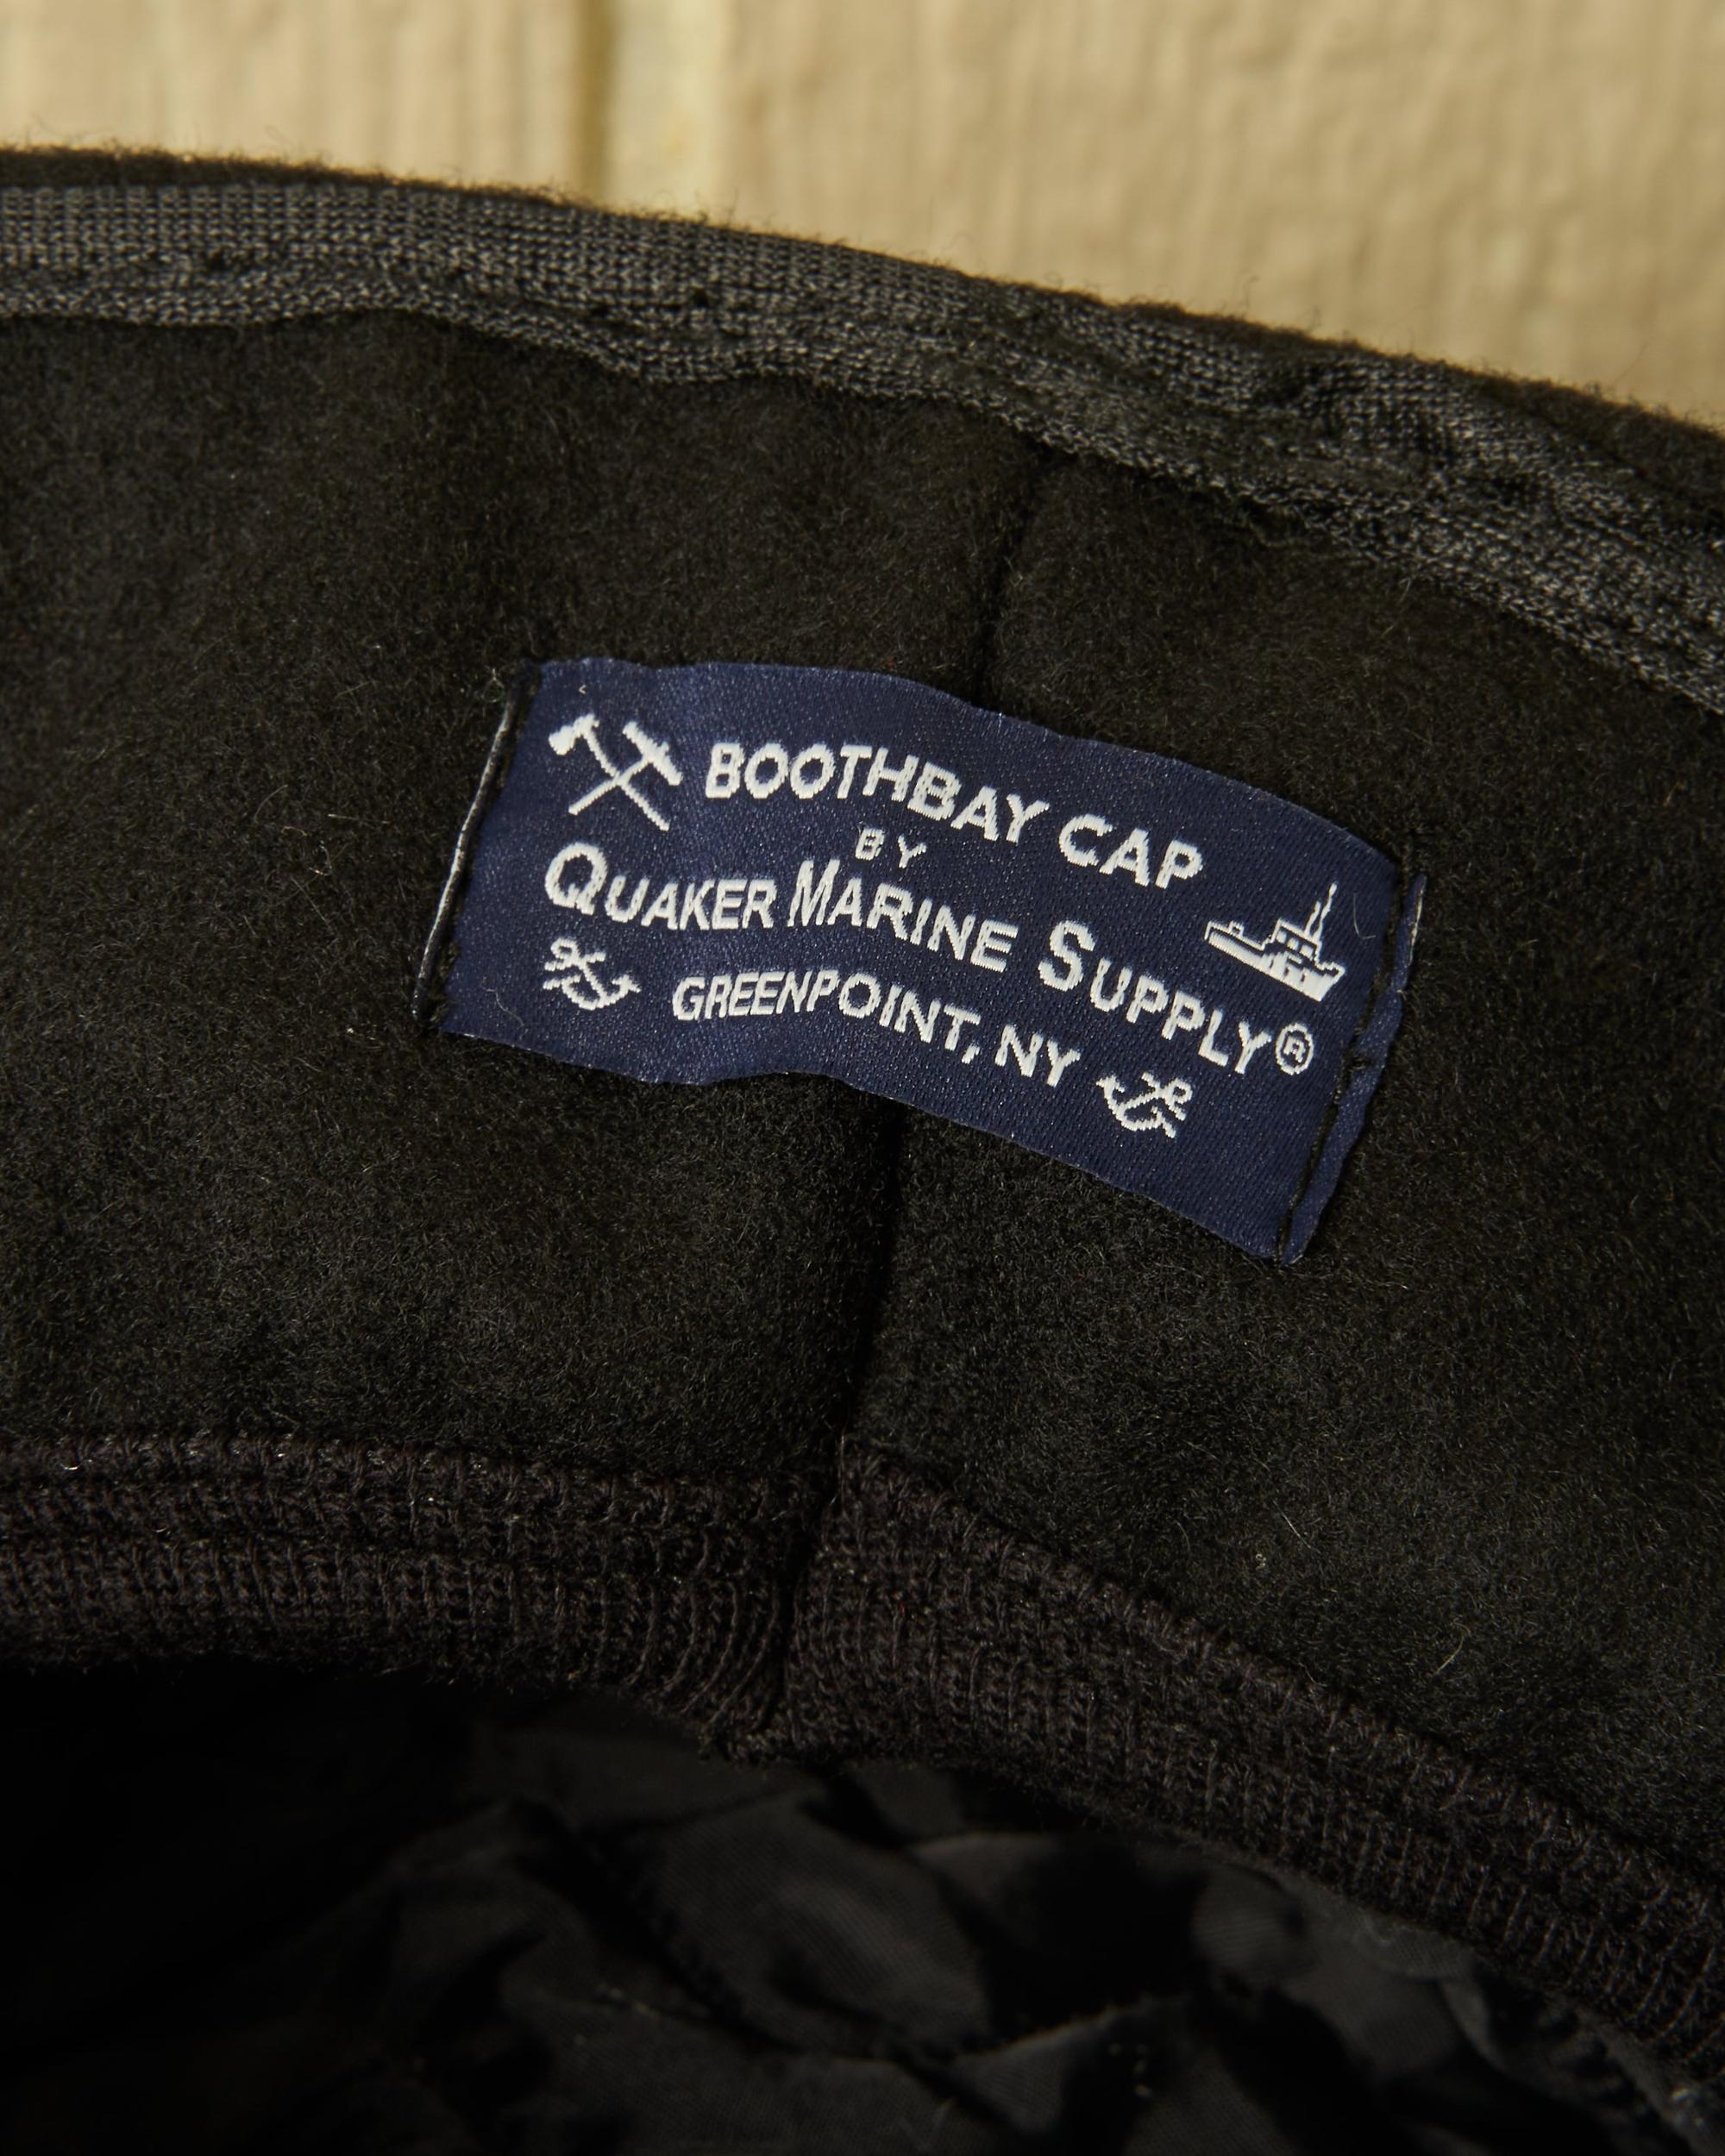 BOOTHBAY CAP
BY
QUAKER MARINE SUPPLY®
GREENPOINT, NY